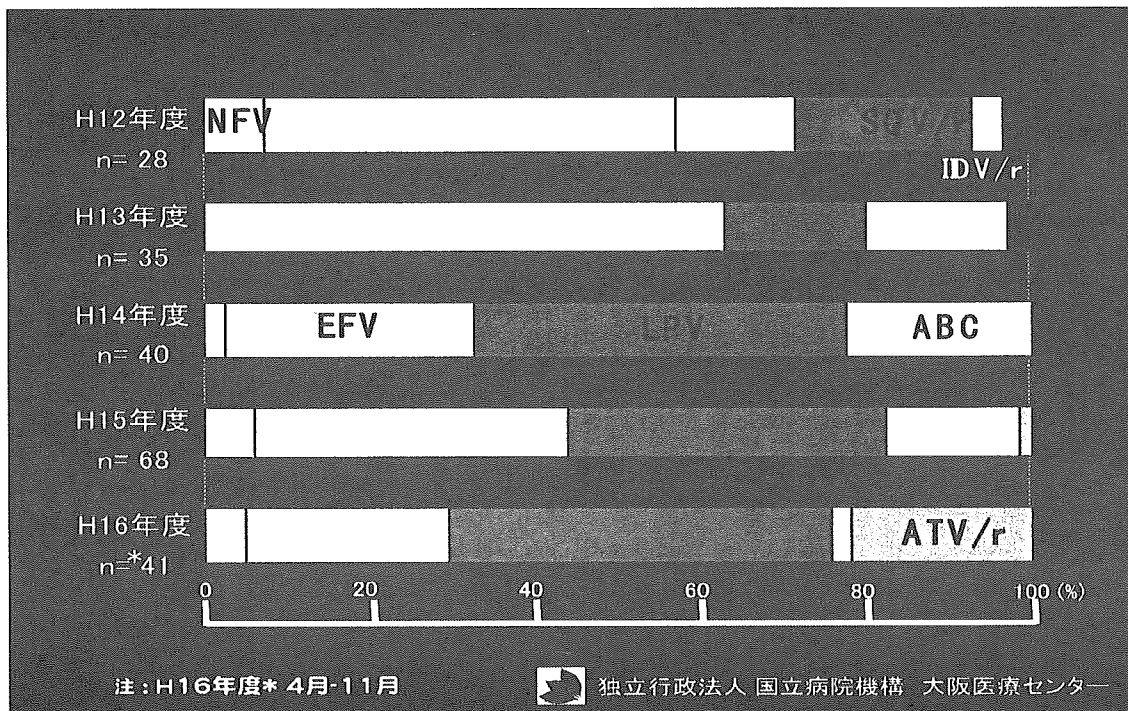 H12年度
n= 28
NFV
SQV/r
IDV/r
H13年度
n= 35
H14年度
n= 40
EFV
LPV
ABC
H15年度
n= 68
H16年度
n=*41
ATV/r
0 20 40 60 80 100 (%)
注：H16年度* 4月-11月
独立行政法人 国立病院機構 大阪医療センター